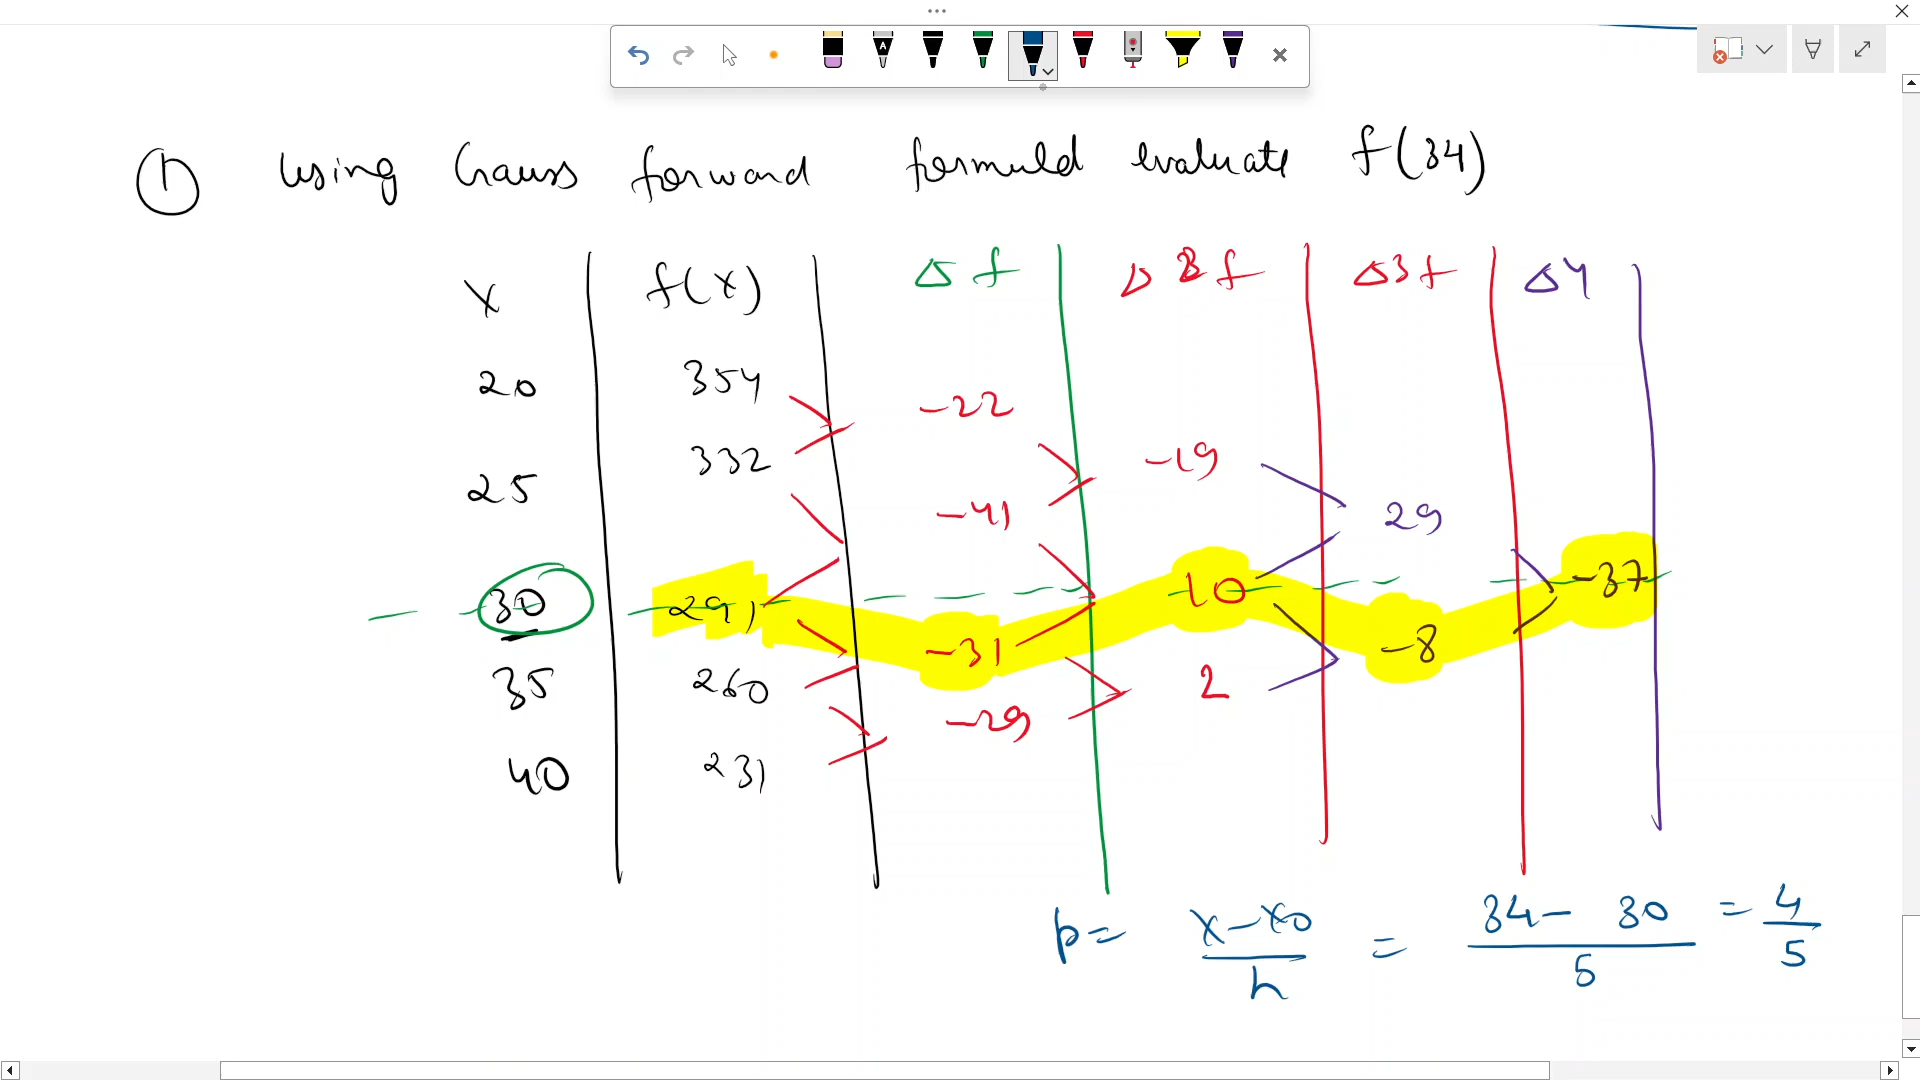 ① Using Gauss forward formula evaluate f(34)
x f(x) Δf Δ2f Δ3f Δ4
20 354
-22
25 332 -19
-41 29
30 291 10 -37
-31 -8
35 260 2
-29
40 231
p = x-x0/h = 34-30/5 = 4/5